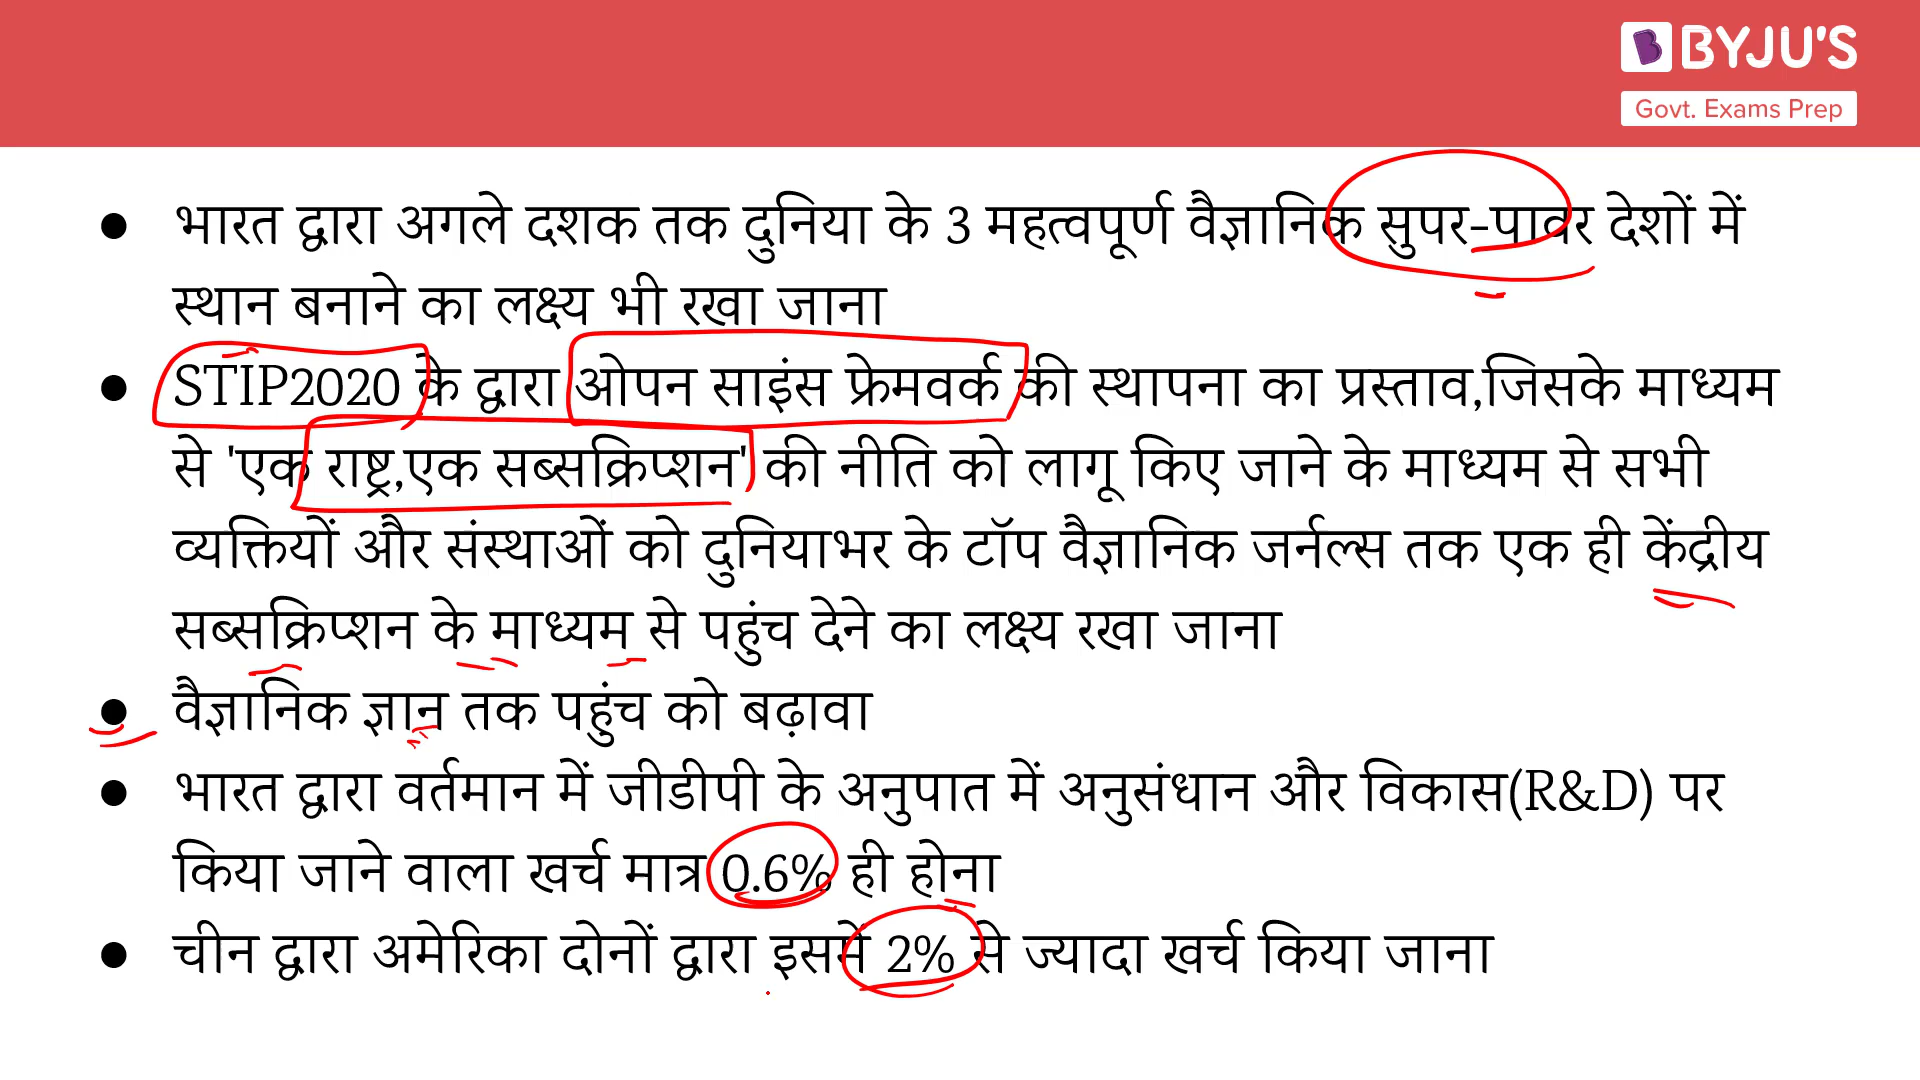 BYJU'S
Govt. Exams Prep
● भारत द्वारा अगले दशक तक दुनिया के 3 महत्वपूर्ण वैज्ञानिक सुपर-पावर देशों में
स्थान बनाने का लक्ष्य भी रखा जाना
● STIP2020 के द्वारा ओपन साइंस फ्रेमवर्क की स्थापना का प्रस्ताव,जिसके माध्यम
से 'एक राष्ट्र,एक सब्सक्रिप्शन' की नीति को लागू किए जाने के माध्यम से सभी
व्यक्तियों और संस्थाओं को दुनियाभर के टॉप वैज्ञानिक जर्नल्स तक एक ही केंद्रीय
सब्सक्रिप्शन के माध्यम से पहुंच देने का लक्ष्य रखा जाना
● वैज्ञानिक ज्ञान तक पहुंच को बढ़ावा
● भारत द्वारा वर्तमान में जीडीपी के अनुपात में अनुसंधान और विकास(R&D) पर
किया जाने वाला खर्च मात्र 0.6% ही होना
● चीन द्वारा अमेरिका दोनों द्वारा इसमें 2% से ज्यादा खर्च किया जाना